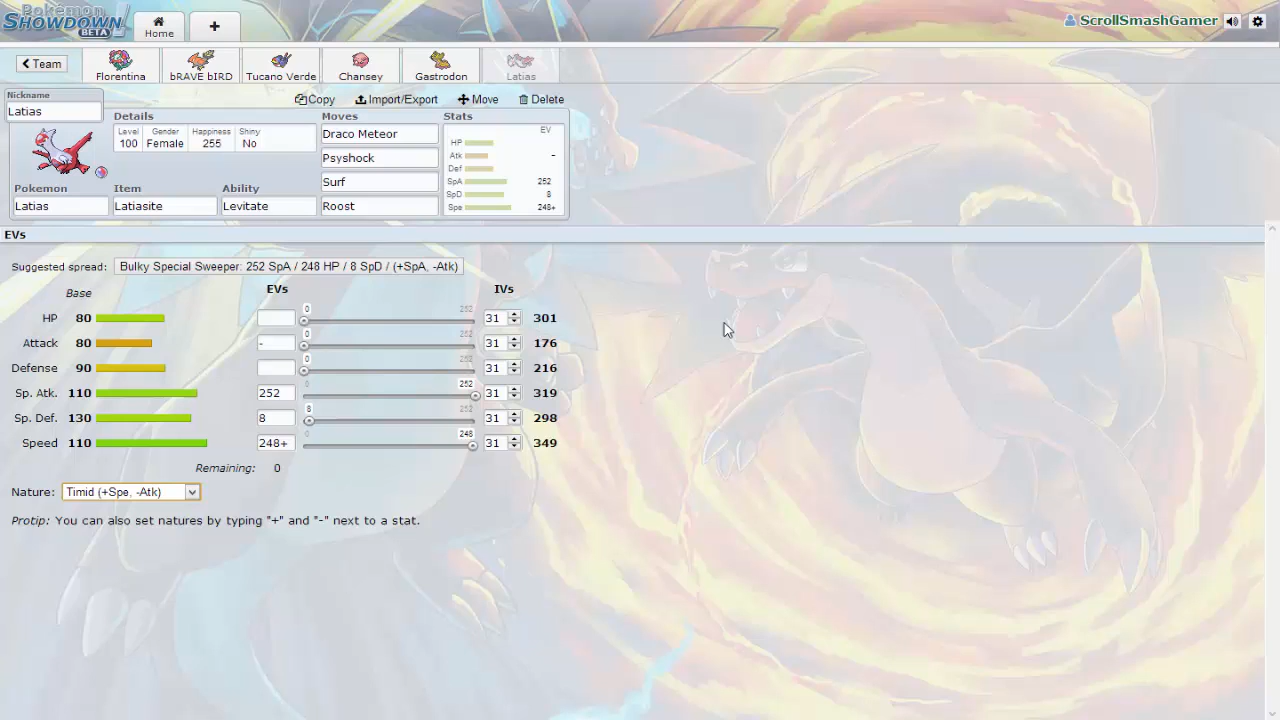 Pokémon
SHOWDOWN!
BETA
Home
+
ScrollSmashGamer
Team
Florentina
bRAVE bIRD
Tucano Verde
Chansey
Gastrodon
Latias
Nickname
Latias
Copy Import/Export Move Delete
Details
Level Gender Happiness Shiny
100 Female 255 No
Moves
Draco Meteor
Psyshock
Surf
Roost
Stats
EV
HP
Atk -
Def
SpA 252
SpD 8
Spe 248+
Pokemon Item Ability
Latias Latiasite Levitate
EVs
Suggested spread: Bulky Special Sweeper: 252 SpA / 248 HP / 8 SpD / (+SpA, -Atk)
Base EVs IVs
HP 80 0 252 31 301
Attack 80 - 0 252 31 176
Defense 90 0 252 31 216
Sp. Atk. 110 252 0 252 31 319
Sp. Def. 130 8 8 252 31 298
Speed 110 248+ 0 248 31 349
Remaining: 0
Nature: Timid (+Spe, -Atk)
Protip: You can also set natures by typing "+" and "-" next to a stat.